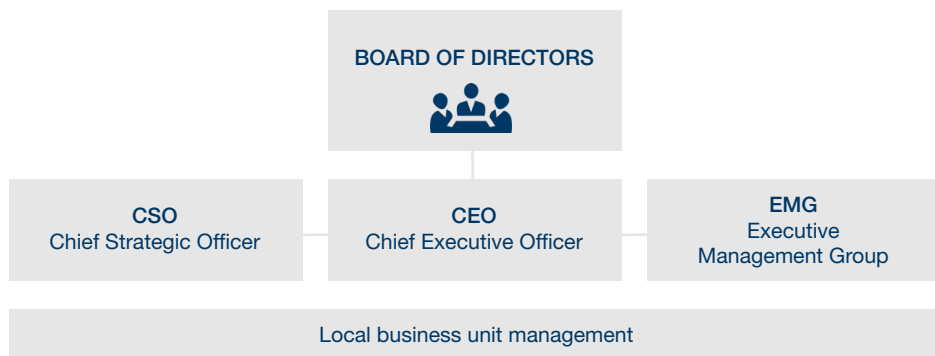 BOARD OF DIRECTORS
CSO
Chief Strategic Officer
CEO
Chief Executive Officer
EMG
Executive
Management Group
Local business unit management